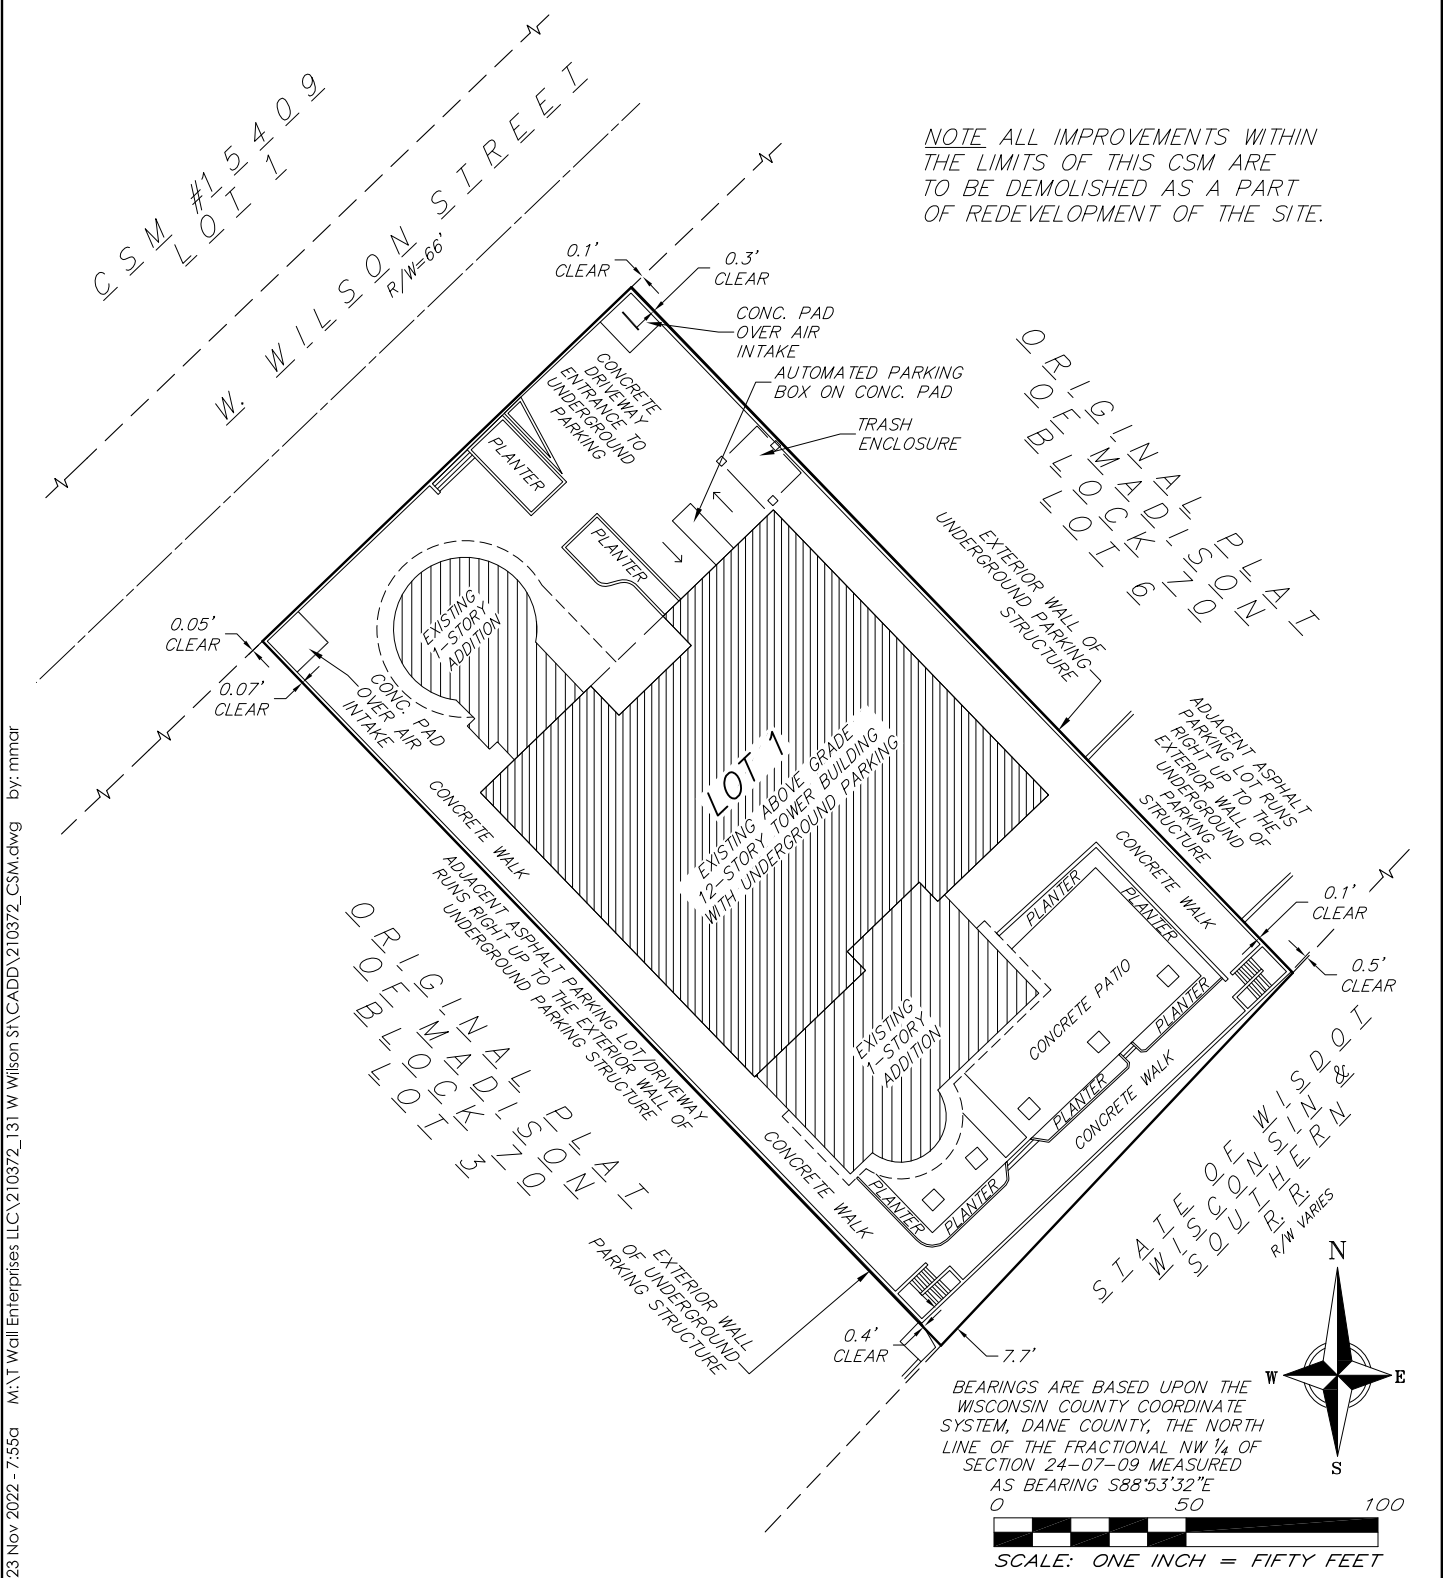 CSM #15409
LOT 1
W. WILSON STREET
R/W=66'
NOTE ALL IMPROVEMENTS WITHIN
THE LIMITS OF THIS CSM ARE
TO BE DEMOLISHED AS A PART
OF REDEVELOPMENT OF THE SITE.
0.1'
CLEAR
0.3'
CLEAR
CONC. PAD
OVER AIR
INTAKE
AUTOMATED PARKING
BOX ON CONC. PAD
TRASH
ENCLOSURE
CONCRETE
DRIVEWAY
ENTRANCE TO
UNDERGROUND
PARKING
PLANTER
PLANTER
ORIGINAL PLAT
OF MADISON
BLOCK 70
LOT 6
EXTERIOR WALL OF
UNDERGROUND PARKING
STRUCTURE
EXISTING
1-STORY
ADDITION
0.05'
CLEAR
0.07'
CLEAR
CONC. PAD
OVER AIR
INTAKE
ADJACENT ASPHALT
PARKING LOT RUNS
RIGHT UP TO THE
EXTERIOR WALL OF
UNDERGROUND
PARKING
STRUCTURE
LOT 1
EXISTING ABOVE GRADE
12-STORY TOWER BUILDING
WITH UNDERGROUND PARKING
CONCRETE WALK
CONCRETE WALK
PLANTER
PLANTER
0.1'
CLEAR
0.5'
CLEAR
ADJACENT ASPHALT PARKING LOT/DRIVEWAY
RUNS RIGHT UP TO THE EXTERIOR WALL OF
UNDERGROUND PARKING STRUCTURE
ORIGINAL PLAT
OF MADISON
BLOCK 70
LOT 3
CONCRETE PATIO
PLANTER
EXISTING
1-STORY
ADDITION
PLANTER
CONCRETE WALK
CONCRETE WALK
PLANTER
PLANTER
STATE OF WISDOT
WISCONSIN &
SOUTHERN
R.R.
R/W VARIES
EXTERIOR WALL
OF UNDERGROUND
PARKING STRUCTURE
0.4'
CLEAR
7.7'
N
W
E
S
BEARINGS ARE BASED UPON THE
WISCONSIN COUNTY COORDINATE
SYSTEM, DANE COUNTY, THE NORTH
LINE OF THE FRACTIONAL NW ¼ OF
SECTION 24-07-09 MEASURED
AS BEARING S88°53'32"E
0 50 100
SCALE: ONE INCH = FIFTY FEET
23 Nov 2022 - 7:55a M:\T Wall Enterprises LLC\210372_131 W Wilson St\CADD\210372_CSM.dwg by: mmar